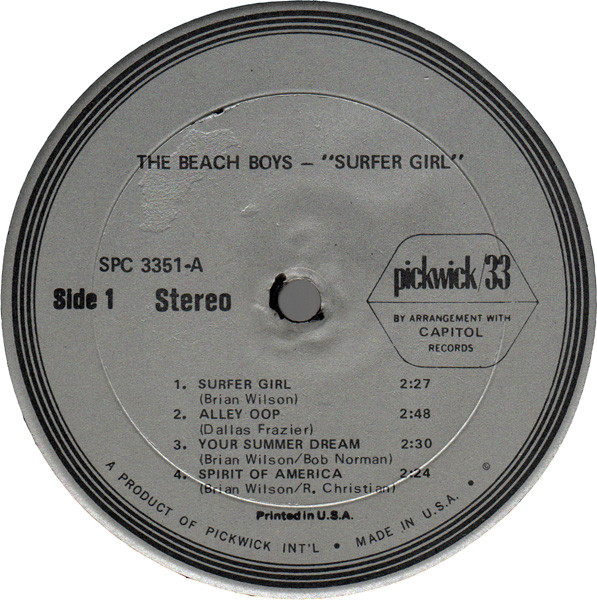 THE BEACH BOYS – "SURFER GIRL"
SPC 3351-A
Side 1 Stereo
pickwick/33
BY ARRANGEMENT WITH
CAPITOL
RECORDS
1. SURFER GIRL 2:27
(Brian Wilson)
2. ALLEY OOP 2:48
(Dallas Frazier)
3. YOUR SUMMER DREAM 2:30
(Brian Wilson/Bob Norman)
4. SPIRIT OF AMERICA 2:24
(Brian Wilson/R. Christian)
Printed in U.S.A.
A PRODUCT OF PICKWICK INT'L • MADE IN U.S.A. • ©